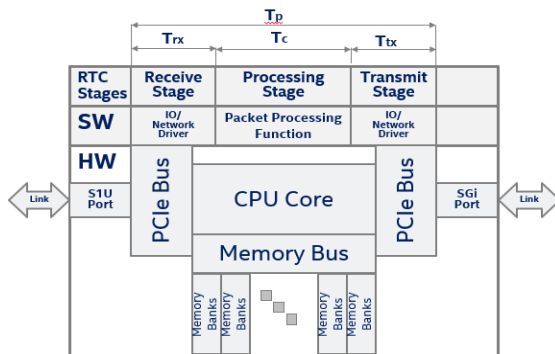 Tp
Trx
Tc
Ttx
RTC
Stages
Receive
Stage
Processing
Stage
Transmit
Stage
SW
IO/
Network
Driver
Packet Processing
Function
IO/
Network
Driver
HW
Link
S1U
Port
PCIe Bus
CPU Core
PCIe Bus
SGi
Port
Link
Memory Bus
Memory
Banks
Memory
Banks
Memory
Banks
Memory
Banks